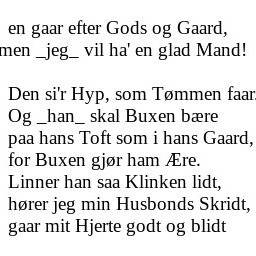 en gaar efter Gods og Gaard,
men _jeg_ vil ha' en glad Mand!
Den si'r Hyp, som Tømmen faar.
Og _han_ skal Buxen bære
paa hans Toft som i hans Gaard,
for Buxen gjør ham Ære.
Linner han saa Klinken lidt,
hører jeg min Husbonds Skridt,
gaar mit Hjerte godt og blidt